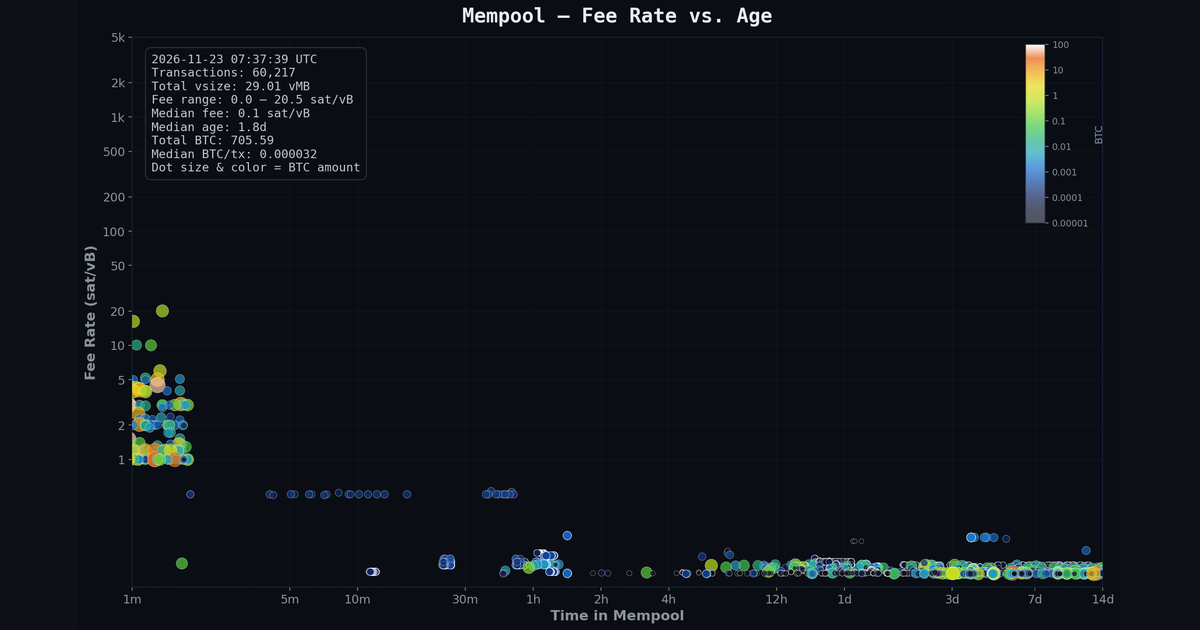 Mempool — Fee Rate vs. Age
2026-11-23 07:37:39 UTC
Transactions: 60,217
Total vsize: 29.01 vMB
Fee range: 0.0 — 20.5 sat/vB
Median fee: 0.1 sat/vB
Median age: 1.8d
Total BTC: 705.59
Median BTC/tx: 0.000032
Dot size & color = BTC amount
100
10
1
0.1
0.01
0.001
0.0001
0.00001
BTC
Fee Rate (sat/vB)
5k
2k
1k
500
200
100
50
20
10
5
2
1
1m
5m
10m
30m
1h
2h
4h
12h
1d
3d
7d
14d
Time in Mempool